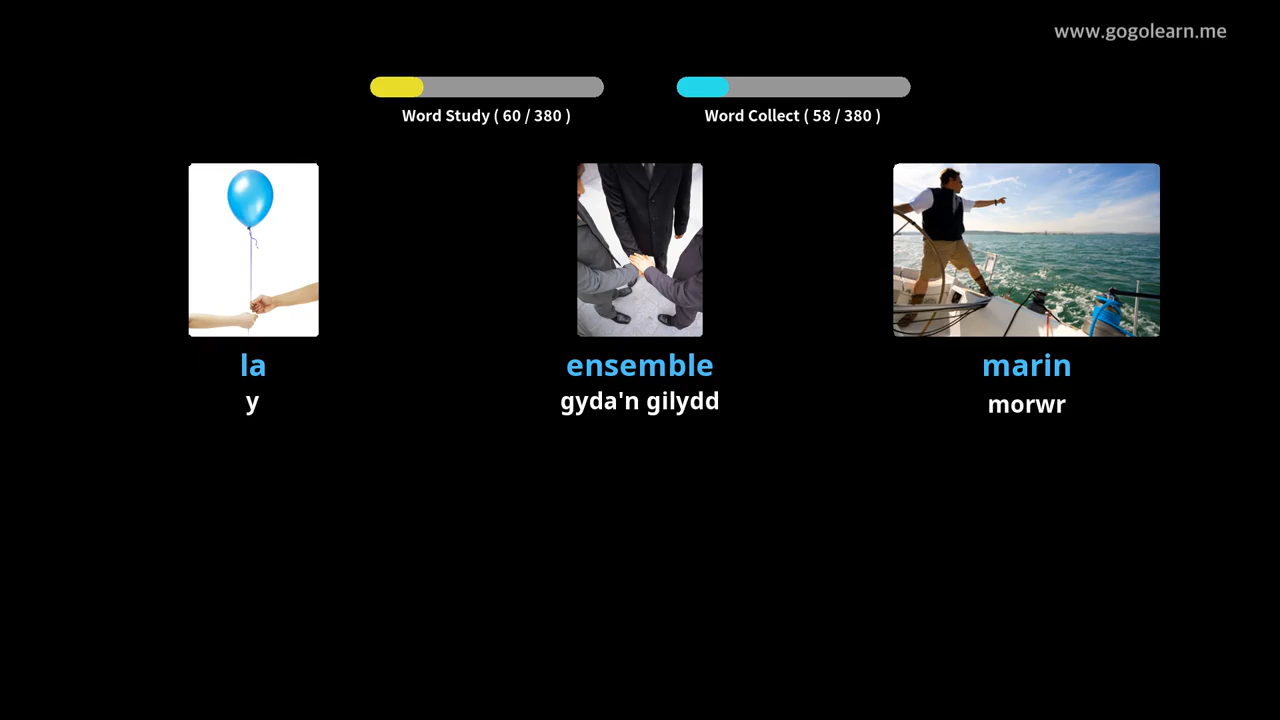 www.gogolearn.me
Word Study ( 60 / 380 )
Word Collect ( 58 / 380 )
la
y
ensemble
gyda'n gilydd
marin
morwr